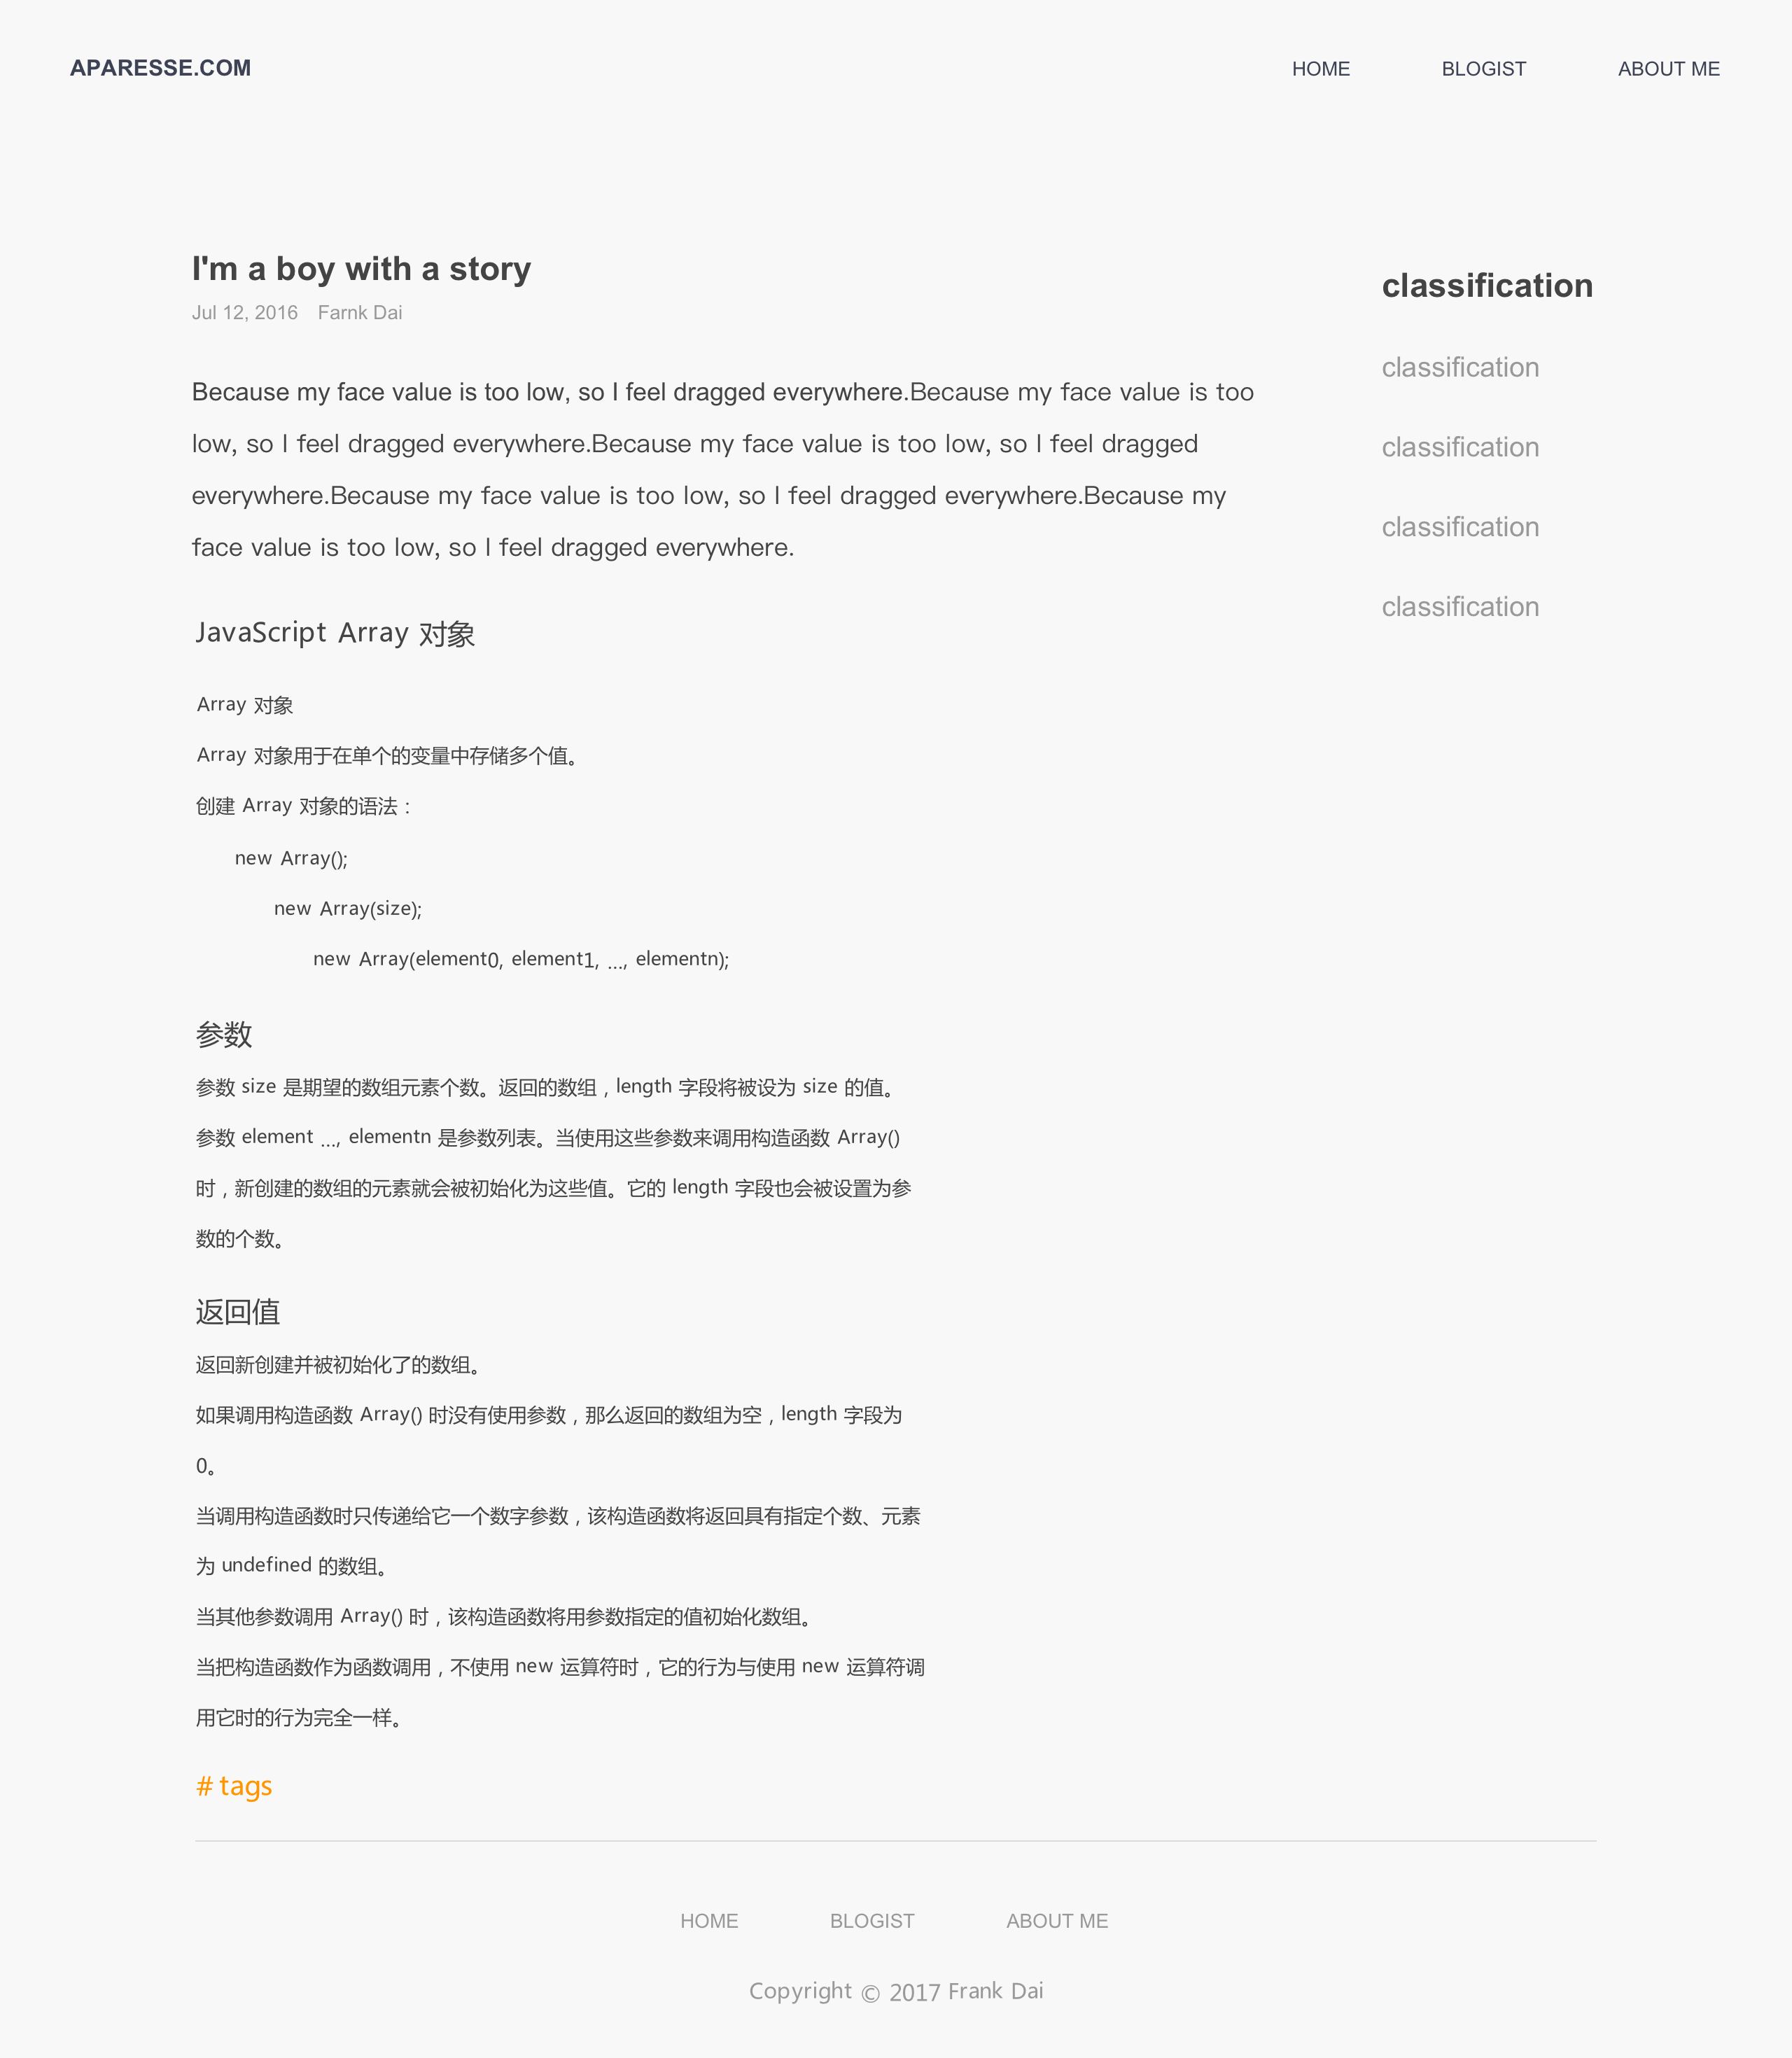 APARESSE.COM
HOME BLOGIST ABOUT ME
I'm a boy with a story
Jul 12, 2016 Farnk Dai
Because my face value is too low, so I feel dragged everywhere.Because my face value is too
low, so I feel dragged everywhere.Because my face value is too low, so I feel dragged
everywhere.Because my face value is too low, so I feel dragged everywhere.Because my
face value is too low, so I feel dragged everywhere.
JavaScript Array 对象
Array 对象
Array 对象用于在单个的变量中存储多个值。
创建 Array 对象的语法：
new Array();
new Array(size);
new Array(element0, element1, ..., elementn);
参数
参数 size 是期望的数组元素个数。返回的数组，length 字段将被设为 size 的值。
参数 element ..., elementn 是参数列表。当使用这些参数来调用构造函数 Array()
时，新创建的数组的元素就会被初始化为这些值。它的 length 字段也会被设置为参
数的个数。
返回值
返回新创建并被初始化了的数组。
如果调用构造函数 Array() 时没有使用参数，那么返回的数组为空，length 字段为
0。
当调用构造函数时只传递给它一个数字参数，该构造函数将返回具有指定个数、元素
为 undefined 的数组。
当其他参数调用 Array() 时，该构造函数将用参数指定的值初始化数组。
当把构造函数作为函数调用，不使用 new 运算符时，它的行为与使用 new 运算符调
用它时的行为完全一样。
# tags
classification
classification
classification
classification
classification
HOME BLOGIST ABOUT ME
Copyright © 2017 Frank Dai